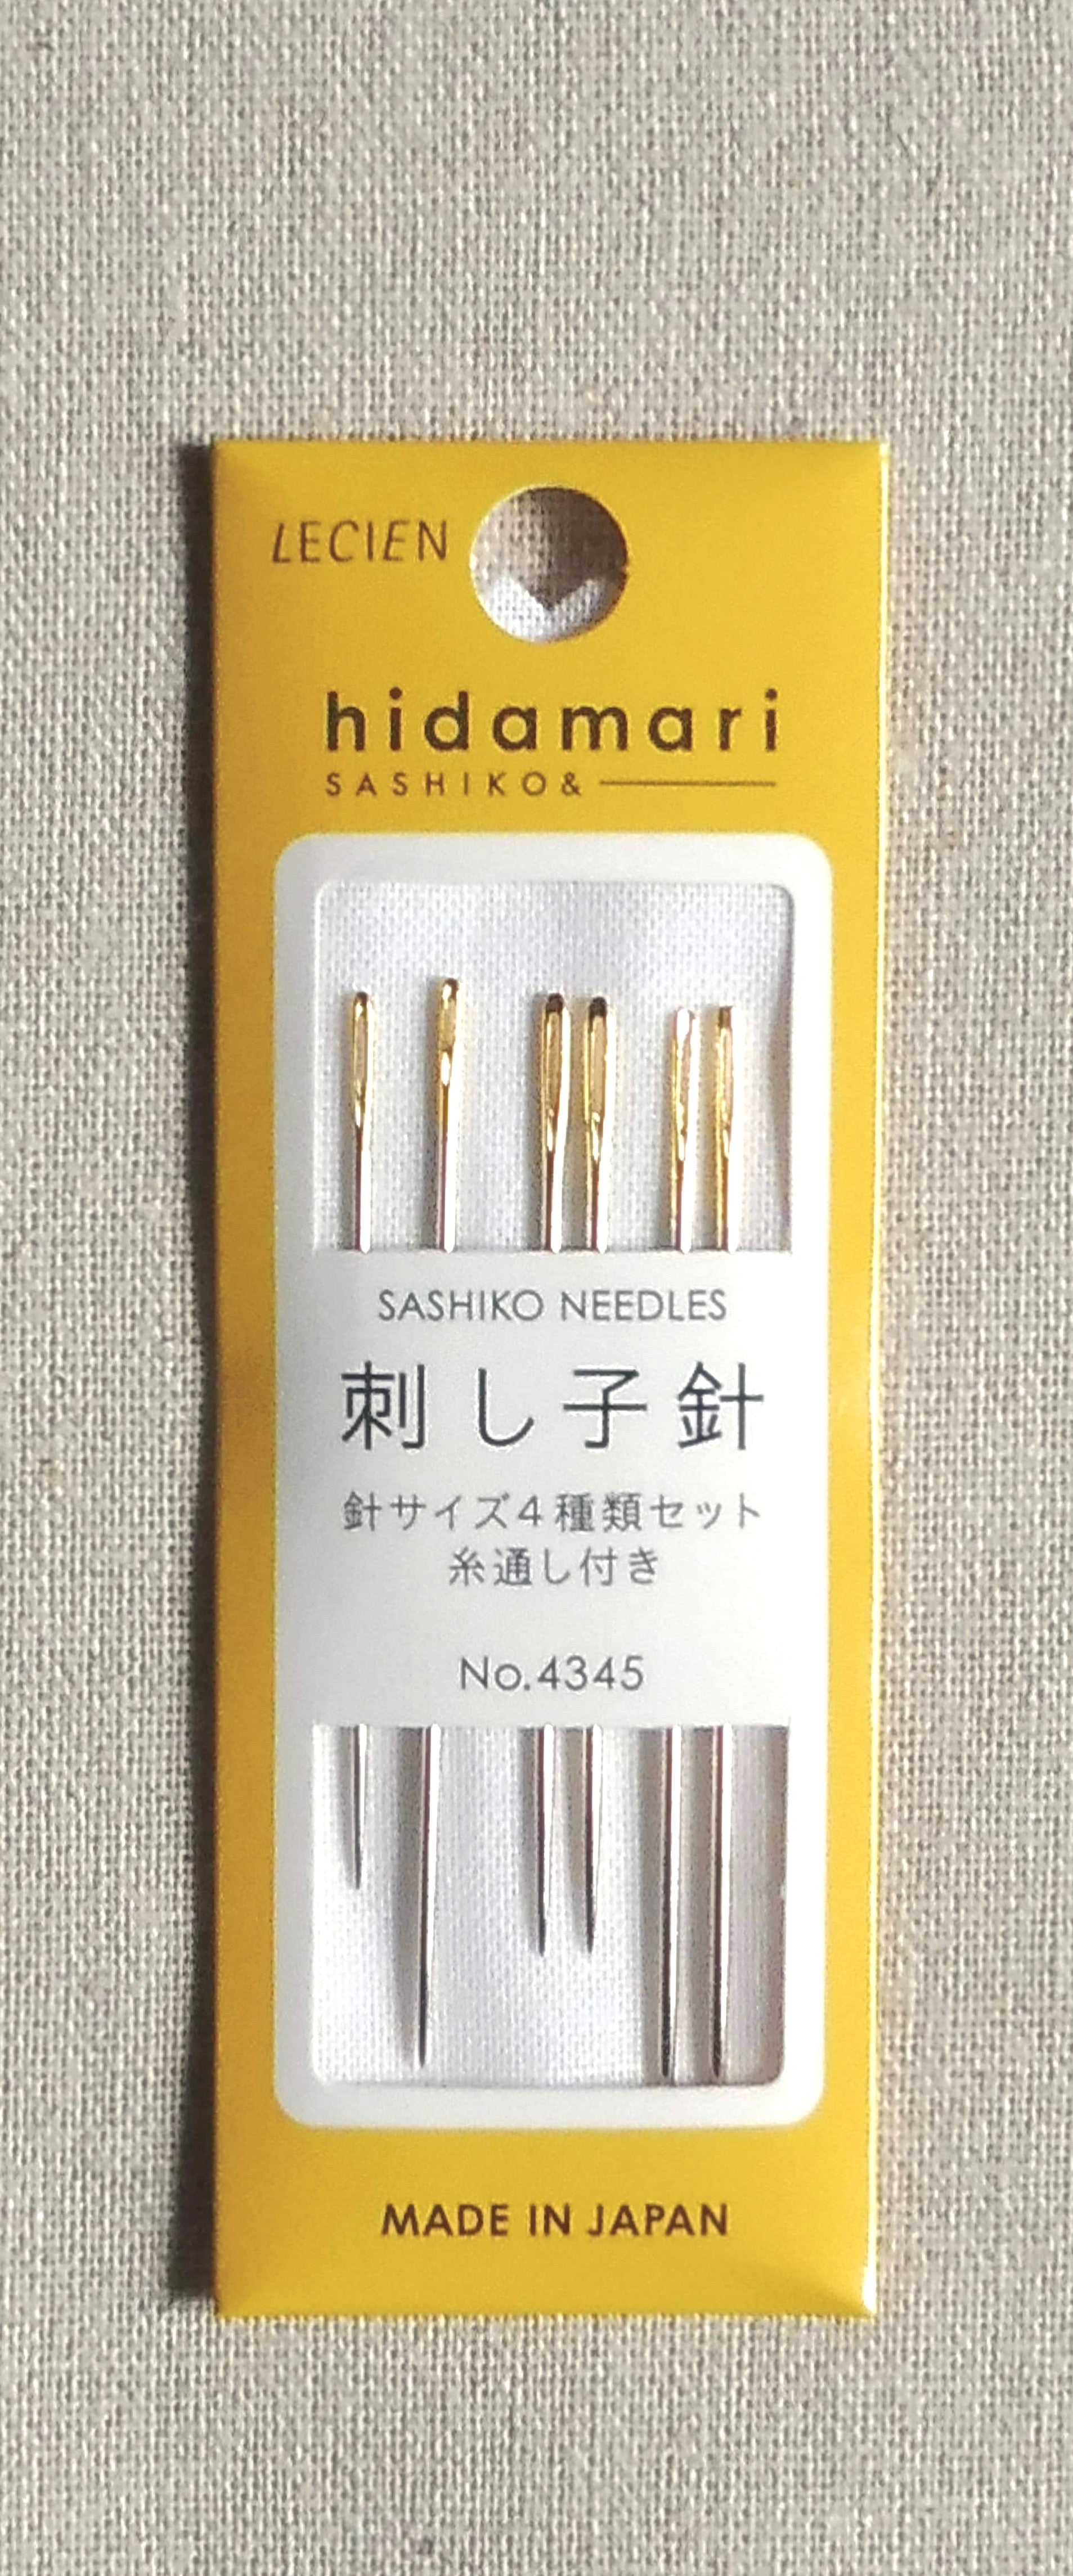 LECIEN
hidamari
SASHIKO&
SASHIKO NEEDLES
刺し子針
針サイズ4種類セット
糸通し付き
No.4345
MADE IN JAPAN